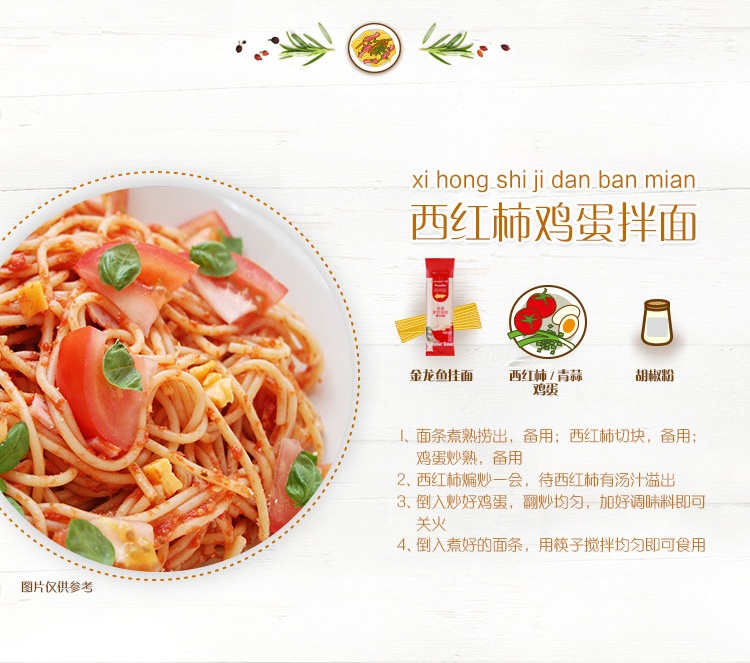 xi hong shi ji dan ban mian
西红柿鸡蛋拌面
金龙鱼挂面
西红柿 / 青蒜
鸡蛋
胡椒粉
1、面条煮熟捞出，备用；西红柿切块，备用；
鸡蛋炒熟，备用
2、西红柿煸炒一会，待西红柿有汤汁溢出
3、倒入炒好鸡蛋，翻炒均匀，加好调味料即可
关火
4、倒入煮好的面条，用筷子搅拌均匀即可食用
图片仅供参考